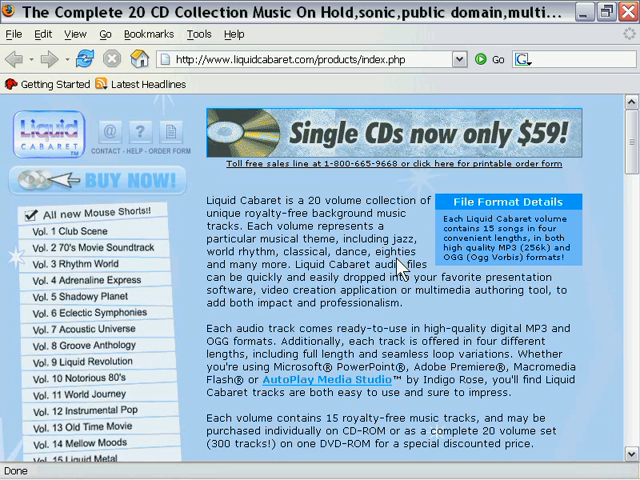 The Complete 20 CD Collection Music On Hold,sonic,public domain,multi...
File Edit View Go Bookmarks Tools Help
http://www.liquidcabaret.com/products/index.php Go
Getting Started Latest Headlines
Liquid
CABARET™
CONTACT - HELP - ORDER FORM
BUY NOW!
All new Mouse Shorts!!
Vol. 1 Club Scene
Vol. 2 70's Movie Soundtrack
Vol. 3 Rhythm World
Vol. 4 Adrenaline Express
Vol. 5 Shadowy Planet
Vol. 6 Eclectic Symphonies
Vol. 7 Acoustic Universe
Vol. 8 Groove Anthology
Vol. 9 Liquid Revolution
Vol. 10 Notorious 80's
Vol. 11 World Journey
Vol. 12 Instrumental Pop
Vol. 13 Old Time Movie
Vol. 14 Mellow Moods
Vol. 15 Liquid Metal
Single CDs now only $59!
Toll free sales line at 1-800-665-9668 or click here for printable order form
Liquid Cabaret is a 20 volume collection of
unique royalty-free background music
tracks. Each volume represents a
particular musical theme, including jazz,
world rhythm, classical, dance, eighties
and many more. Liquid Cabaret audio files
can be quickly and easily dropped into your favorite presentation
software, video creation application or multimedia authoring tool, to
add both impact and professionalism.
File Format Details
Each Liquid Cabaret volume
contains 15 songs in four
convenient lengths, in both
high quality MP3 (256k) and
OGG (Ogg Vorbis) formats!
Each audio track comes ready-to-use in high-quality digital MP3 and
OGG formats. Additionally, each track is offered in four different
lengths, including full length and seamless loop variations. Whether
you're using Microsoft® PowerPoint®, Adobe Premiere®, Macromedia
Flash® or AutoPlay Media Studio™ by Indigo Rose, you'll find Liquid
Cabaret tracks are both easy to use and sure to impress.
Each volume contains 15 royalty-free music tracks, and may be
purchased individually on CD-ROM or as a complete 20 volume set
(300 tracks!) on one DVD-ROM for a special discounted price.
Done